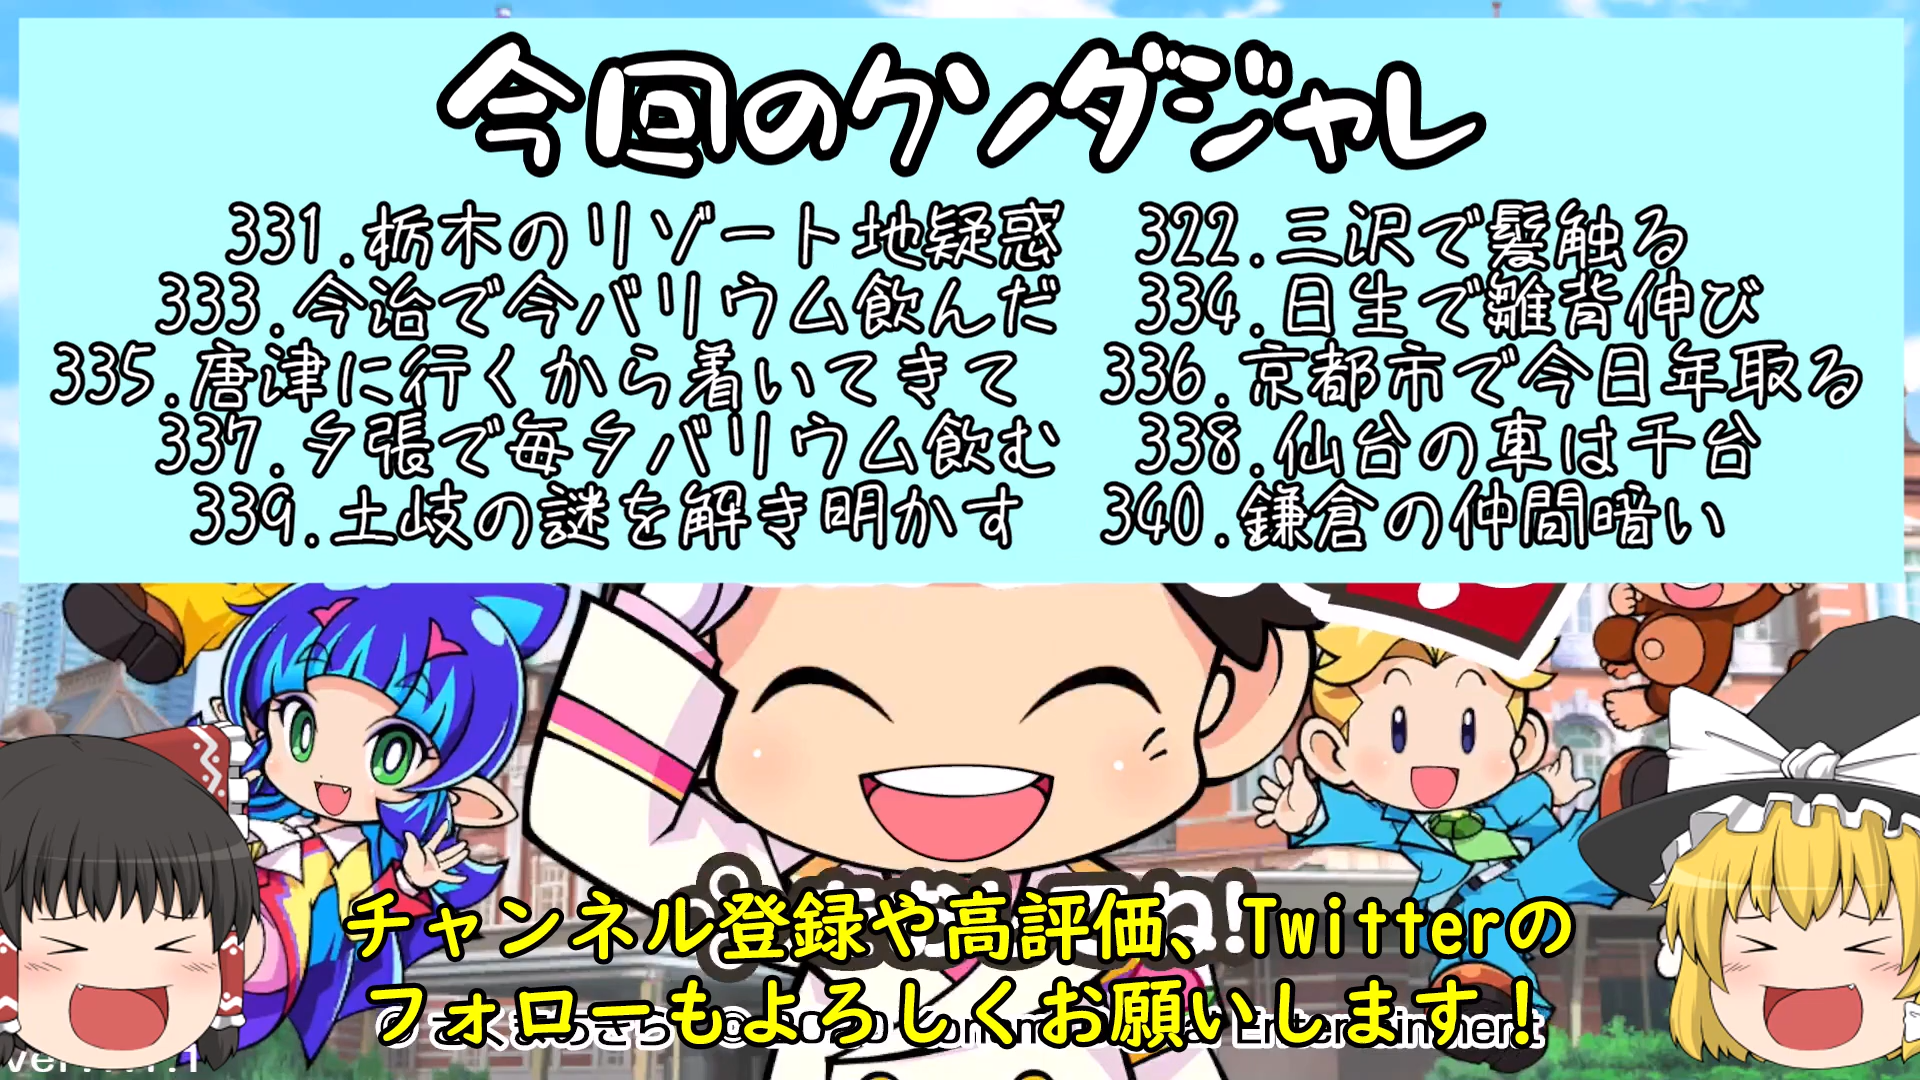 今回のクソダジャレ
331.栃木のリゾート地疑惑 322.三沢で髪触る
333.今治で今バリウム飲んだ 334.日生で雛背伸び
335.唐津に行くから着いてきて 336.京都市で今日年取る
337.夕張で毎夕バリウム飲む 338.仙台の車は千台
339.土岐の謎を解き明かす 340.鎌倉の仲間暗い
チャンネル登録や高評価、Twitterの
フォローもよろしくお願いします！
Entertainment